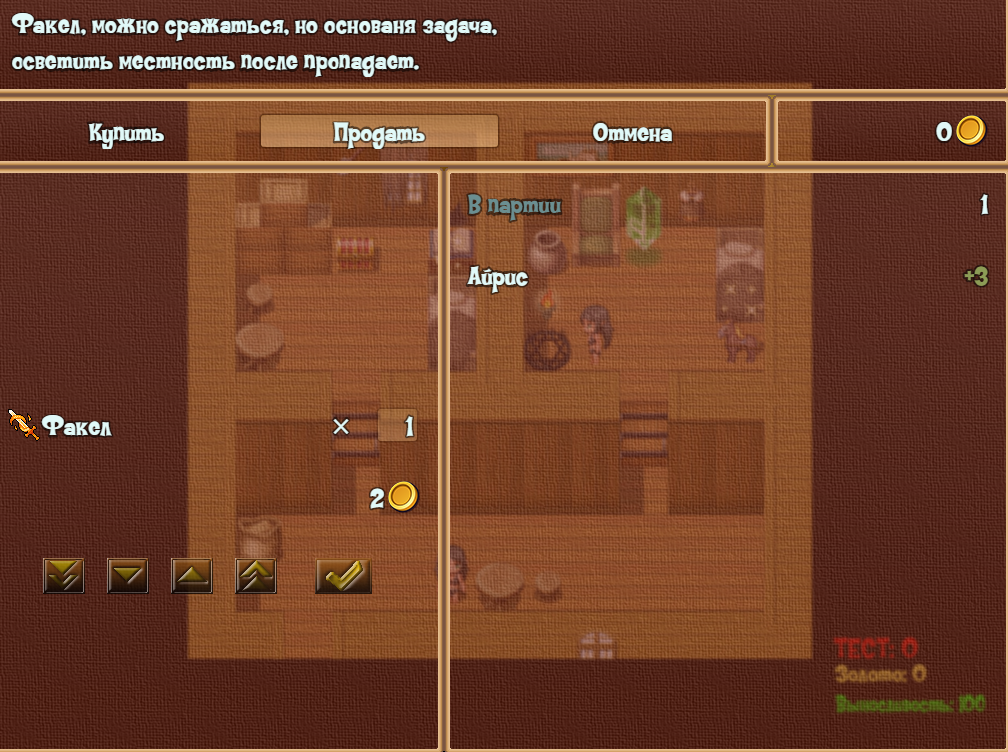 Факел, можно сражаться, но основаня задача,
осветить местность после пропадает.
Купить Продать Отмена 0
В партии 1
Айрис +3
Факел × 1
2
ТЕСТ: 0
Золото: 0
Выносливость: 100